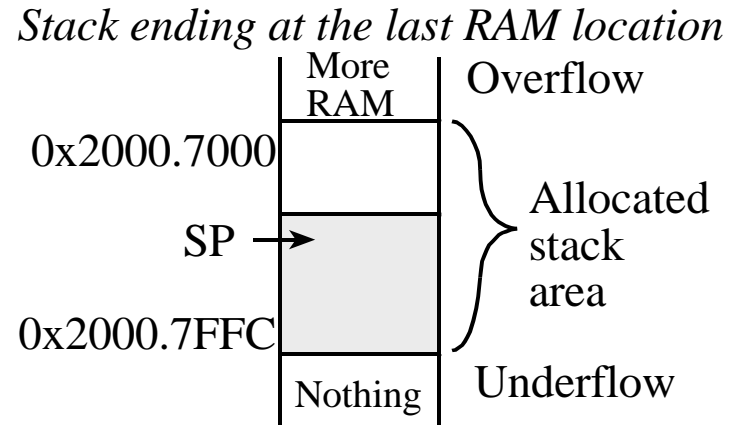 Stack ending at the last RAM location
More
RAM
Overflow
0x2000.7000
Allocated
stack
area
SP
0x2000.7FFC
Nothing
Underflow